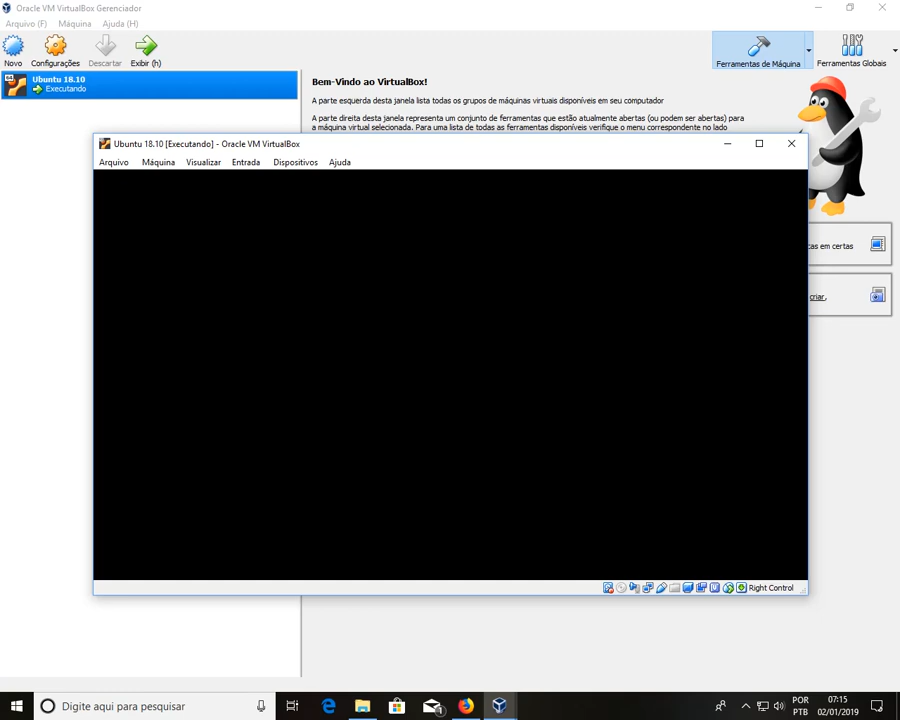 Oracle VM VirtualBox Gerenciador
Arquivo (F) Máquina Ajuda (H)
Novo Configurações Descartar Exibir (h)
Ferramentas de Máquina Ferramentas Globais
Ubuntu 18.10
Executando
Bem-Vindo ao VirtualBox!
A parte esquerda desta janela lista todas os grupos de máquinas virtuais disponíveis em seu computador
A parte direita desta janela representa um conjunto de ferramentas que estão atualmente abertas (ou podem ser abertas) para
a máquina virtual selecionada. Para uma lista de todas as ferramentas disponíveis verifique o menu correspondente no lado
Ubuntu 18.10 [Executando] - Oracle VM VirtualBox
Arquivo Máquina Visualizar Entrada Dispositivos Ajuda
cas em certas
criar,
Right Control
Digite aqui para pesquisar
POR
PTB
07:15
02/01/2019